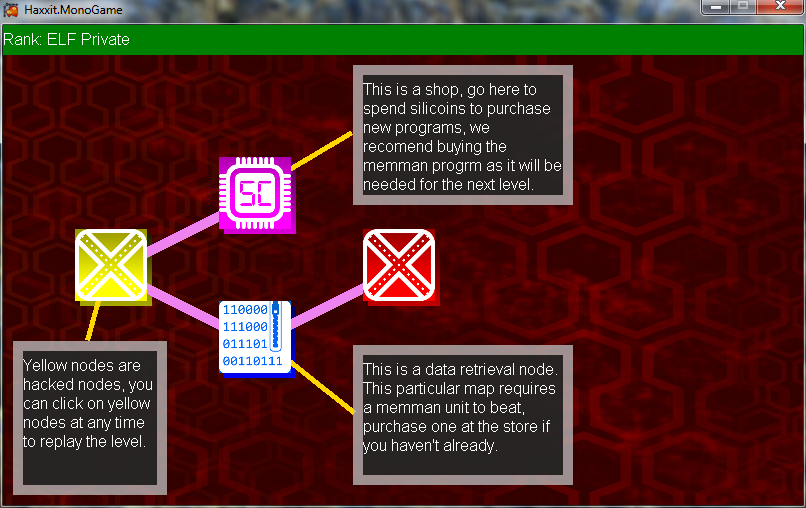 Haxxit.MonoGame
Rank: ELF Private
This is a shop, go here to
spend silicoins to purchase
new programs, we
recomend buying the
memman progrm as it will be
needed for the next level.
SC
110000
111000
011101
00110111
Yellow nodes are
hacked nodes, you
can click on yellow
nodes at any time
to replay the level.
This is a data retrieval node.
This particular map requires
a memman unit to beat,
purchase one at the store if
you haven't already.